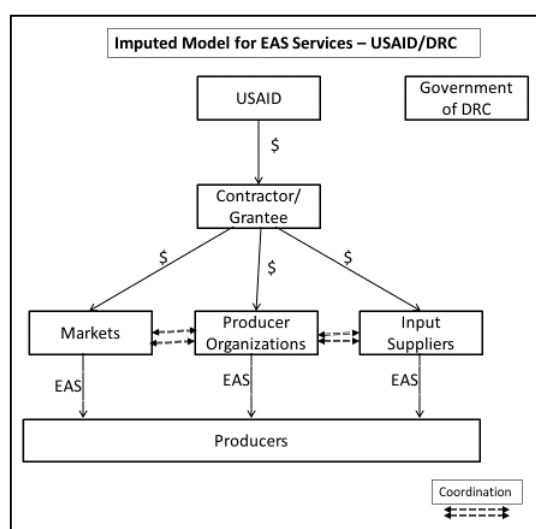 Imputed Model for EAS Services – USAID/DRC
USAID
Government
of DRC
$
Contractor/
Grantee
$
$
$
Markets
Producer
Organizations
Input
Suppliers
EAS
EAS
EAS
Producers
Coordination